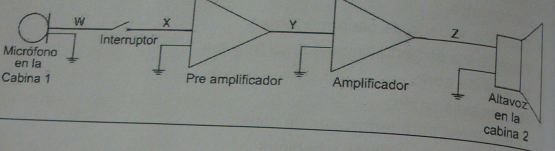 W
X
Y
Z
Micrófono
en la
Cabina 1
Interruptor
Pre amplificador
Amplificador
Altavoz
en la
cabina 2